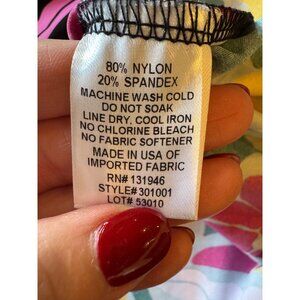 80% NYLON
20% SPANDEX
MACHINE WASH COLD
DO NOT SOAK
LINE DRY. COOL IRON
NO CHLORINE BLEACH
NO FABRIC SOFTENER
MADE IN USA OF
IMPORTED FABRIC
RN# 131946
STYLE#301001
LOT# 53010